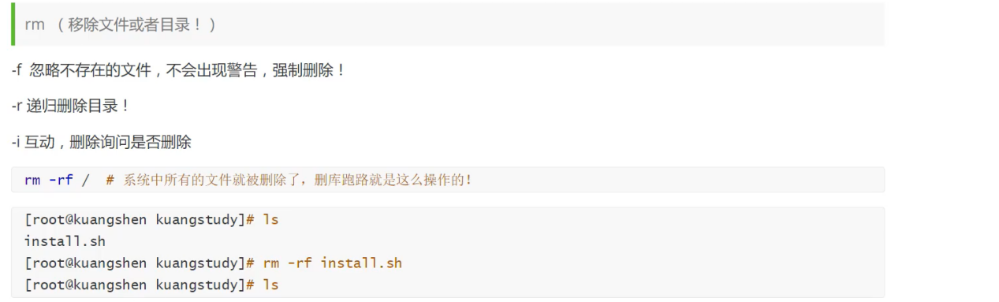 rm （移除文件或者目录！）
-f 忽略不存在的文件，不会出现警告，强制删除！
-r 递归删除目录！
-i 互动，删除询问是否删除
rm -rf /  # 系统中所有的文件就被删除了，删库跑路就是这么操作的！
[root@kuangshen kuangstudy]# ls
install.sh
[root@kuangshen kuangstudy]# rm -rf install.sh
[root@kuangshen kuangstudy]# ls